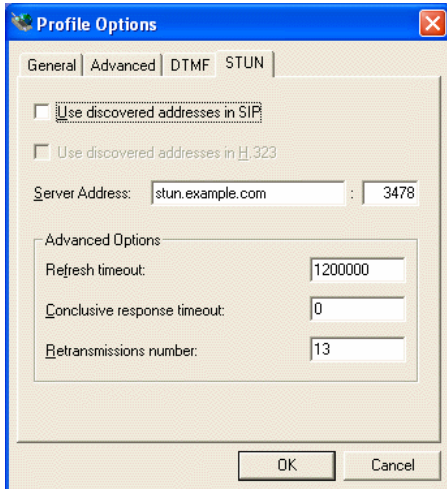 Profile Options
General Advanced DTMF STUN
Use discovered addresses in SIP
Use discovered addresses in H.323
Server Address: stun.example.com : 3478
Advanced Options
Refresh timeout: 1200000
Conclusive response timeout: 0
Retransmissions number: 13
OK Cancel